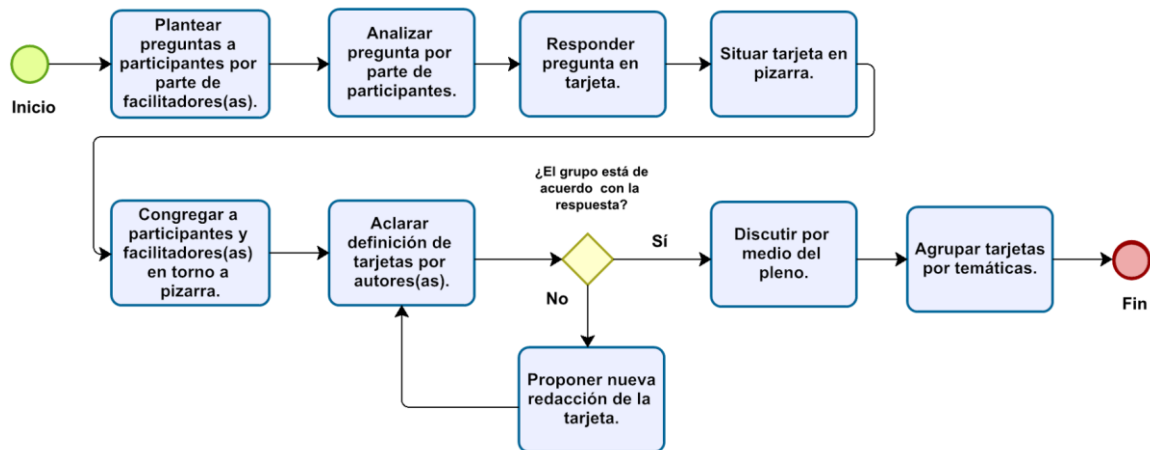 Inicio
Plantear
preguntas a
participantes por
parte de
facilitadores(as).
Analizar
pregunta por
parte de
participantes.
Responder
pregunta en
tarjeta.
Situar tarjeta en
pizarra.
Congregar a
participantes y
facilitadores(as)
en torno a
pizarra.
Aclarar
definición de
tarjetas por
autores(as).
¿El grupo está de
acuerdo con la
respuesta?
Sí
No
Proponer nueva
redacción de la
tarjeta.
Discutir por
medio del
pleno.
Agrupar tarjetas
por temáticas.
Fin